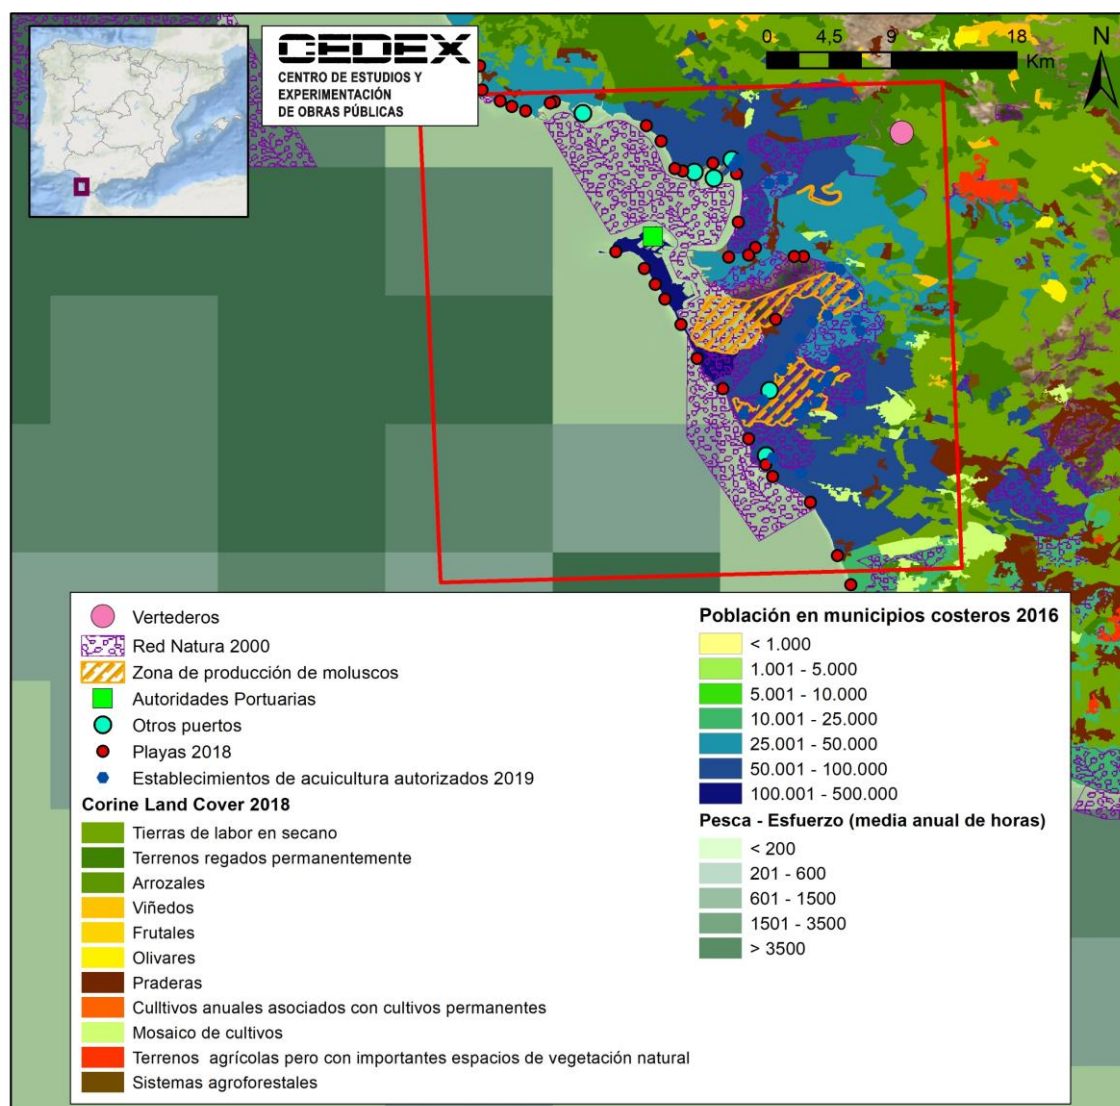 CEDEX
CENTRO DE ESTUDIOS Y
EXPERIMENTACIÓN
DE OBRAS PÚBLICAS
0 4,5 9 18
Km
N
Vertederos
Red Natura 2000
Zona de producción de moluscos
Autoridades Portuarias
Otros puertos
Playas 2018
Establecimientos de acuicultura autorizados 2019
Corine Land Cover 2018
Tierras de labor en secano
Terrenos regados permanentemente
Arrozales
Viñedos
Frutales
Olivares
Praderas
Culltivos anuales asociados con cultivos permanentes
Mosaico de cultivos
Terrenos agrícolas pero con importantes espacios de vegetación natural
Sistemas agroforestales
Población en municipios costeros 2016
< 1.000
1.001 - 5.000
5.001 - 10.000
10.001 - 25.000
25.001 - 50.000
50.001 - 100.000
100.001 - 500.000
Pesca - Esfuerzo (media anual de horas)
< 200
201 - 600
601 - 1500
1501 - 3500
> 3500